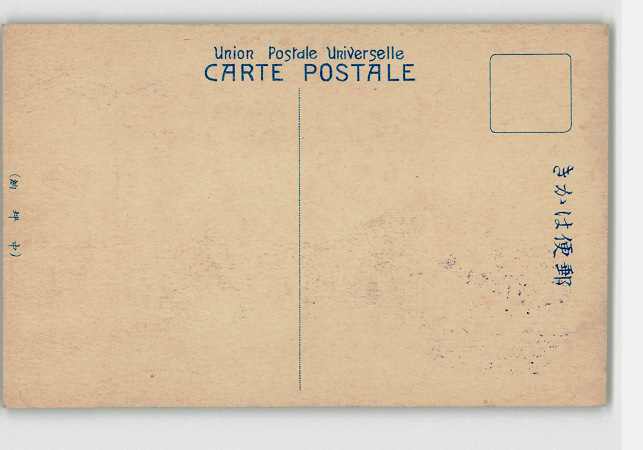 Union Postale Universelle
CARTE POSTALE
郵便はかき